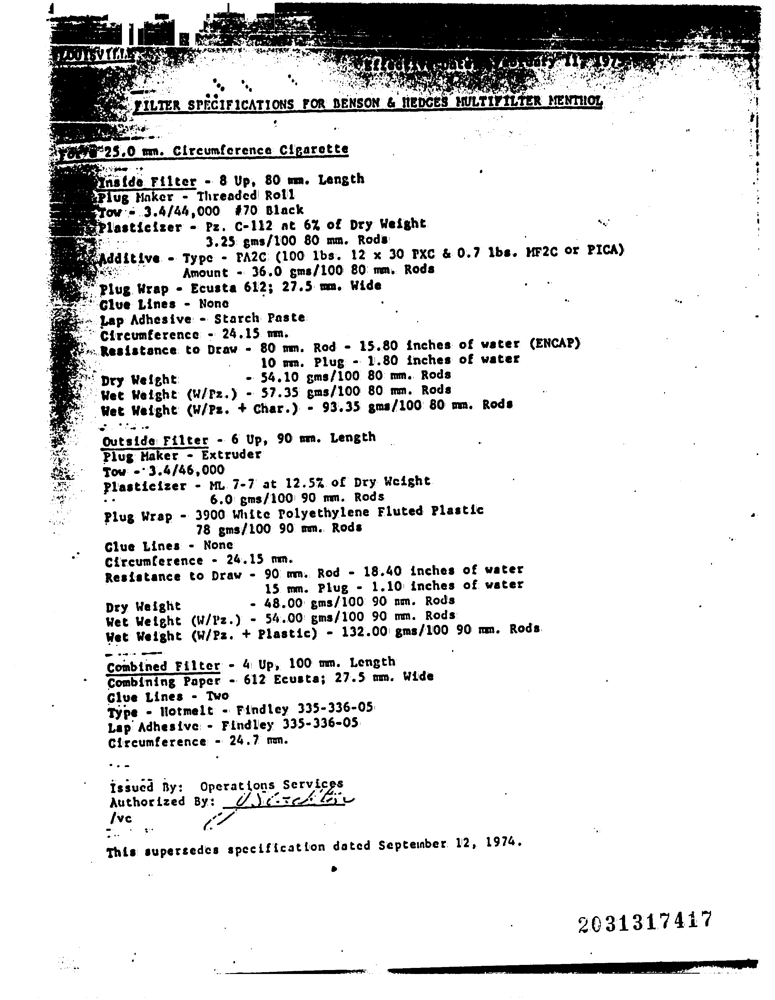 LOUISVILLE
Effective Date, February 11, 197
FILTER SPECIFICATIONS FOR BENSON & HEDGES MULTIFILTER MENTHOL
25.0 mm. Circumference Cigarette
Inside Filter - 8 Up, 80 mm. Length
Plug Maker - Threaded Roll
Tow - 3.4/44,000 #70 Black
Plasticizer - Pz. C-112 at 6% of Dry Weight
3.25 gms/100 80 mm. Rods
Additive - Type - PA2C (100 lbs. 12 x 30 PXC & 0.7 lbs. MF2C or PICA)
Amount - 36.0 gms/100 80 mm. Rods
Plug Wrap - Ecusta 612; 27.5 mm. Wide
Glue Lines - None
Lap Adhesive - Starch Paste
Circumference - 24.15 mm.
Resistance to Draw - 80 mm. Rod - 15.80 inches of water (ENCAP)
10 mm. Plug - 1.80 inches of water
Dry Weight - 54.10 gms/100 80 mm. Rods
Wet Weight (W/Pz.) - 57.35 gms/100 80 mm. Rods
Wet Weight (W/Pz. + Char.) - 93.35 gms/100 80 mm. Rods
Outside Filter - 6 Up, 90 mm. Length
Plug Maker - Extruder
Tow - 3.4/46,000
Plasticizer - ML 7-7 at 12.5% of Dry Weight
6.0 gms/100 90 mm. Rods
Plug Wrap - 3900 White Polyethylene Fluted Plastic
78 gms/100 90 mm. Rods
Glue Lines - None
Circumference - 24.15 mm.
Resistance to Draw - 90 mm. Rod - 18.40 inches of water
15 mm. Plug - 1.10 inches of water
Dry Weight - 48.00 gms/100 90 mm. Rods
Wet Weight (W/Pz.) - 54.00 gms/100 90 mm. Rods
Wet Weight (W/Pz. + Plastic) - 132.00 gms/100 90 mm. Rods
Combined Filter - 4 Up, 100 mm. Length
Combining Paper - 612 Ecusta; 27.5 mm. Wide
Glue Lines - Two
Type - Hotmelt - Findley 335-336-05
Lap Adhesive - Findley 335-336-05
Circumference - 24.7 mm.
Issued By: Operations Services
Authorized By:
/vc
This supersedes specification dated September 12, 1974.
2031317417